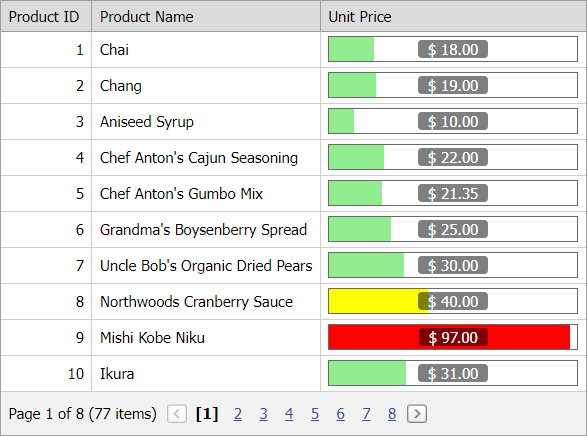 Product ID Product Name Unit Price
1 Chai $ 18.00
2 Chang $ 19.00
3 Aniseed Syrup $ 10.00
4 Chef Anton's Cajun Seasoning $ 22.00
5 Chef Anton's Gumbo Mix $ 21.35
6 Grandma's Boysenberry Spread $ 25.00
7 Uncle Bob's Organic Dried Pears $ 30.00
8 Northwoods Cranberry Sauce $ 40.00
9 Mishi Kobe Niku $ 97.00
10 Ikura $ 31.00
Page 1 of 8 (77 items) < [1] 2 3 4 5 6 7 8 >